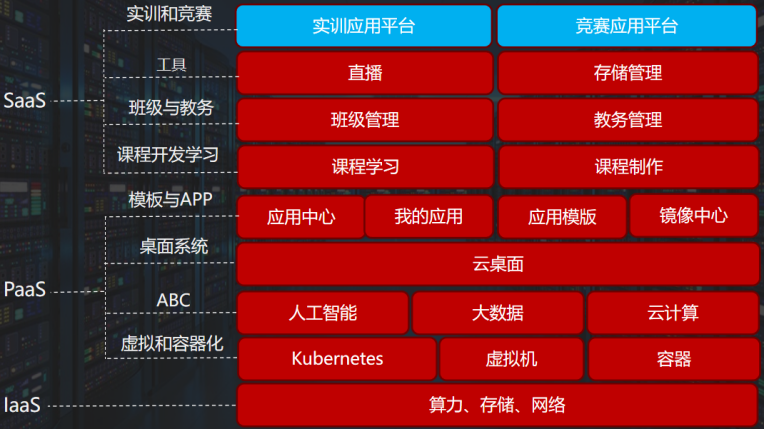 实训和竞赛
实训应用平台 竞赛应用平台
工具
直播 存储管理
SaaS
班级与教务
班级管理 教务管理
课程开发学习
课程学习 课程制作
模板与APP
应用中心 我的应用 应用模版 镜像中心
桌面系统
云桌面
PaaS
ABC
人工智能 大数据 云计算
虚拟和容器化
Kubernetes 虚拟机 容器
IaaS
算力、存储、网络